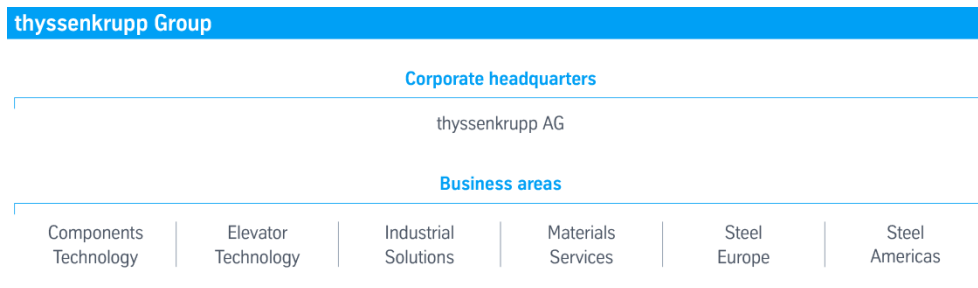 thyssenkrupp Group
Corporate headquarters
thyssenkrupp AG
Business areas
Components
Technology
Elevator
Technology
Industrial
Solutions
Materials
Services
Steel
Europe
Steel
Americas